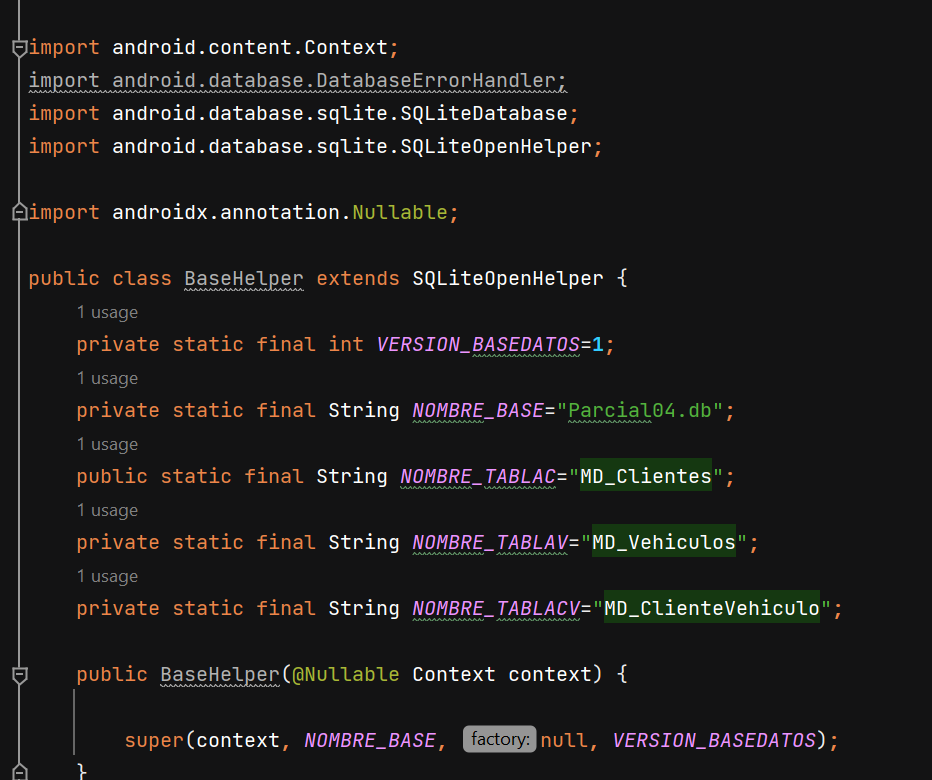 import android.content.Context;
import android.database.DatabaseErrorHandler;
import android.database.sqlite.SQLiteDatabase;
import android.database.sqlite.SQLiteOpenHelper;
import androidx.annotation.Nullable;
public class BaseHelper extends SQLiteOpenHelper {
1 usage
private static final int VERSION_BASEDATOS=1;
1 usage
private static final String NOMBRE_BASE="Parcial04.db";
1 usage
public static final String NOMBRE_TABLAC="MD_Clientes";
1 usage
private static final String NOMBRE_TABLAV="MD_Vehiculos";
1 usage
private static final String NOMBRE_TABLACV="MD_ClienteVehiculo";
public BaseHelper(@Nullable Context context) {
super(context, NOMBRE_BASE, factory: null, VERSION_BASEDATOS);
}